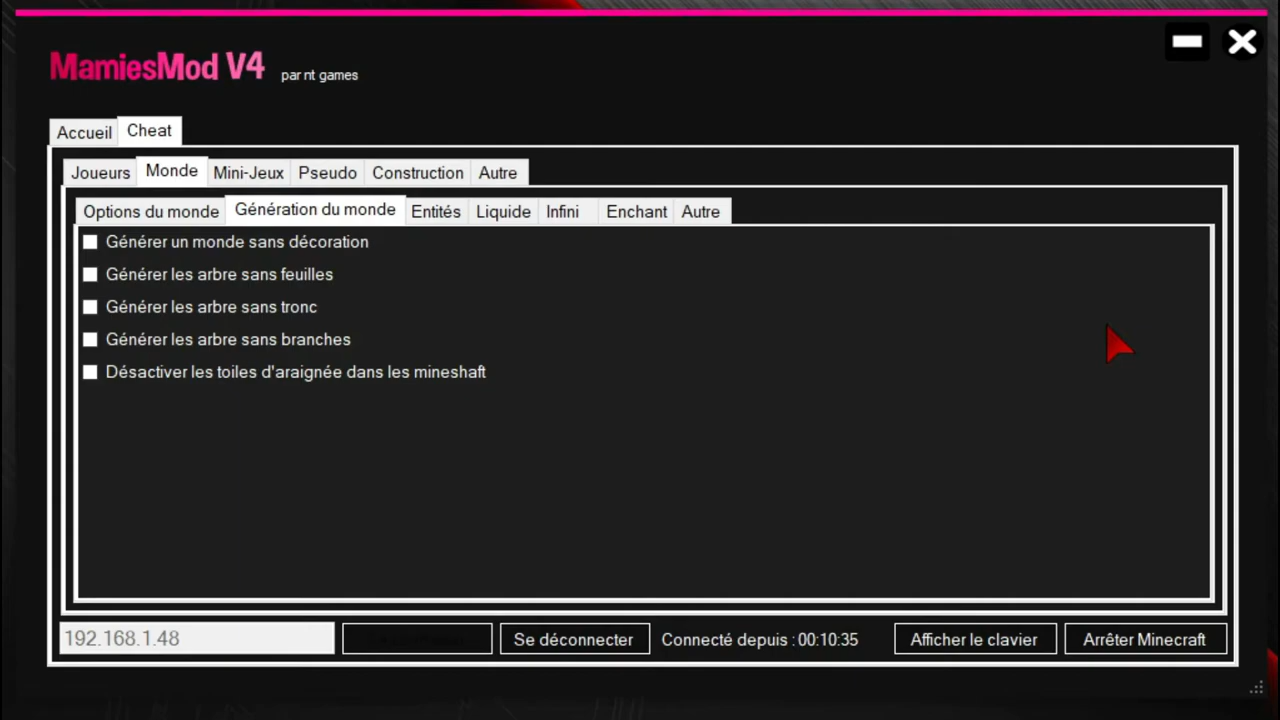 MamiesMod V4 par nt games
Accueil Cheat
Joueurs Monde Mini-Jeux Pseudo Construction Autre
Options du monde Génération du monde Entités Liquide Infini Enchant Autre
Générer un monde sans décoration
Générer les arbre sans feuilles
Générer les arbre sans tronc
Générer les arbre sans branches
Désactiver les toiles d'araignée dans les mineshaft
192.168.1.48 Se déconnecter Connecté depuis : 00:10:35 Afficher le clavier Arrêter Minecraft